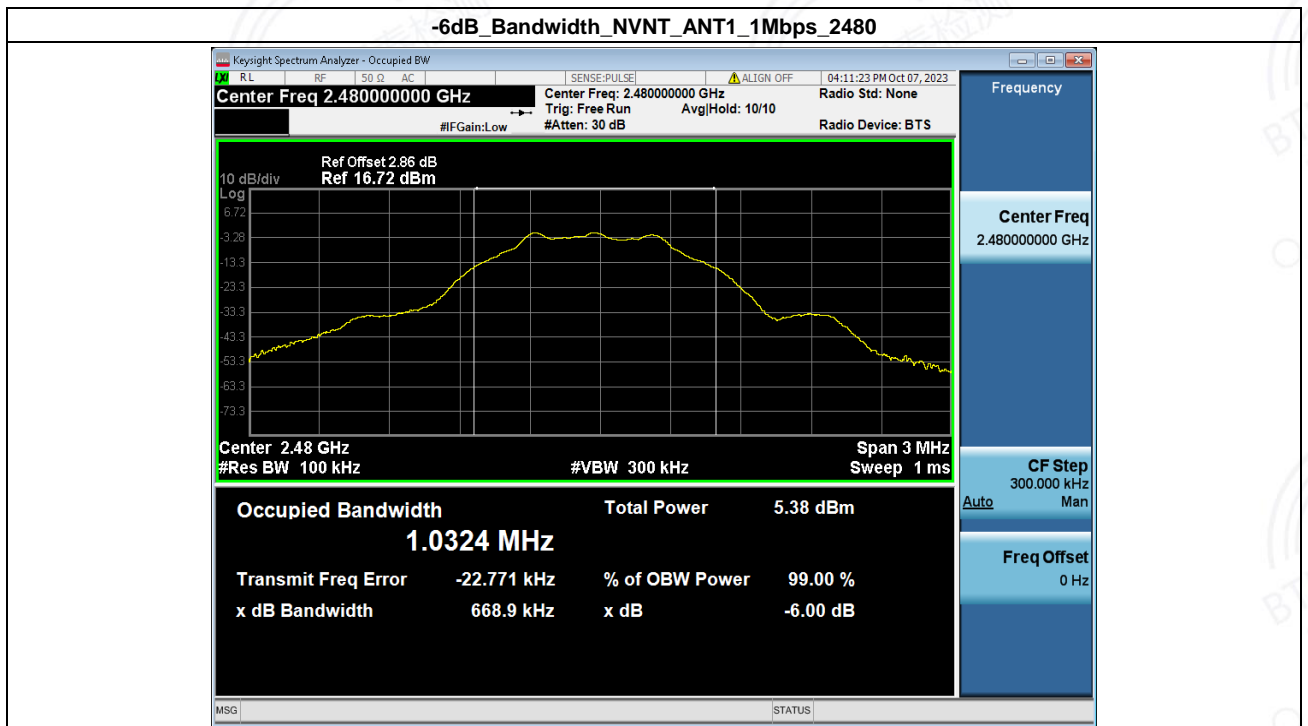 -6dB_Bandwidth_NVNT_ANT1_1Mbps_2480
Keysight Spectrum Analyzer - Occupied BW
LXI RL RF 50 Ω AC SENSE:PULSE ALIGN OFF 04:11:23 PM Oct 07, 2023
Center Freq 2.480000000 GHz
Center Freq: 2.480000000 GHz Radio Std: None
Trig: Free Run Avg|Hold: 10/10
#IFGain:Low #Atten: 30 dB Radio Device: BTS
Ref Offset 2.86 dB
10 dB/div Ref 16.72 dBm
Log
6.72
-3.28
-13.3
-23.3
-33.3
-43.3
-53.3
-63.3
-73.3
Center 2.48 GHz Span 3 MHz
#Res BW 100 kHz #VBW 300 kHz Sweep 1 ms
Occupied Bandwidth Total Power 5.38 dBm
1.0324 MHz
Transmit Freq Error -22.771 kHz % of OBW Power 99.00 %
x dB Bandwidth 668.9 kHz x dB -6.00 dB
MSG STATUS
Frequency
Center Freq
2.480000000 GHz
CF Step
300.000 kHz
Auto Man
Freq Offset
0 Hz